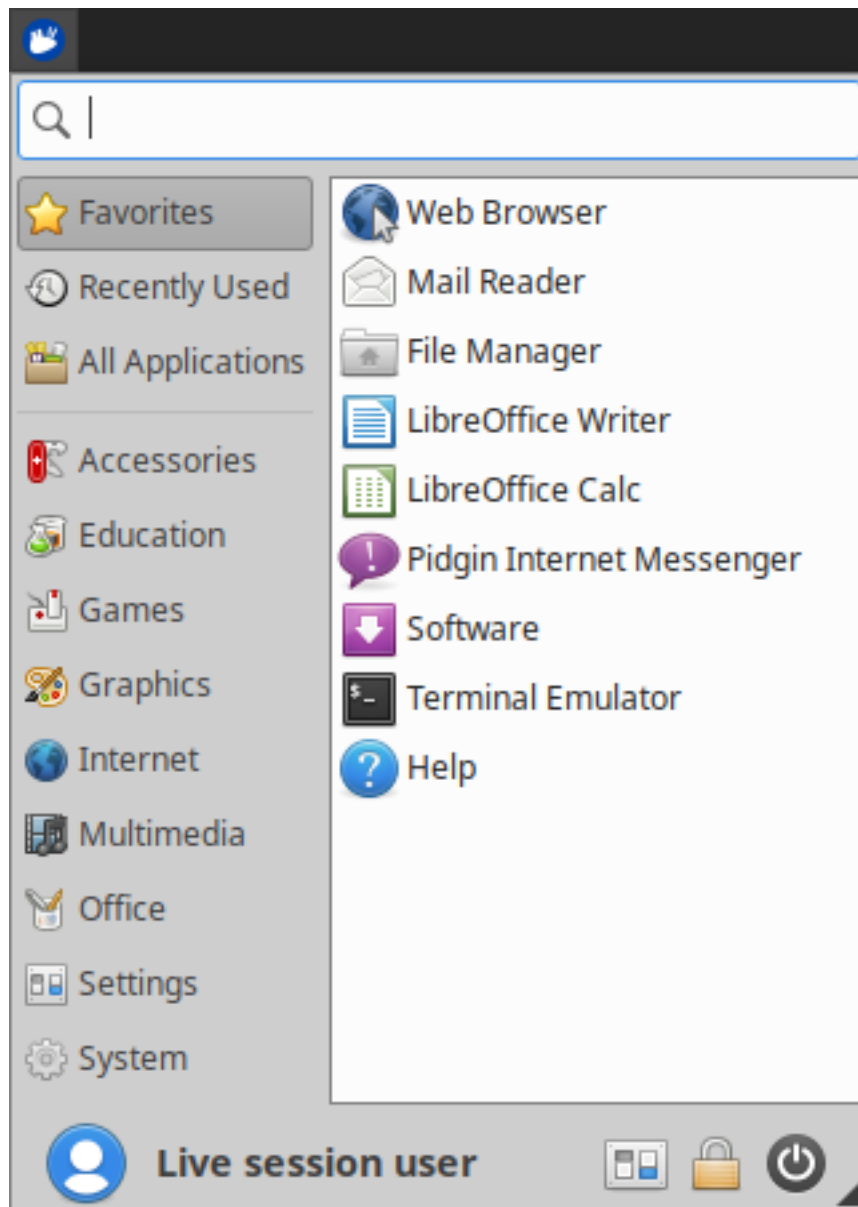 Favorites
Recently Used
All Applications
Accessories
Education
Games
Graphics
Internet
Multimedia
Office
Settings
System
Web Browser
Mail Reader
File Manager
LibreOffice Writer
LibreOffice Calc
Pidgin Internet Messenger
Software
$_
Terminal Emulator
Help
Live session user